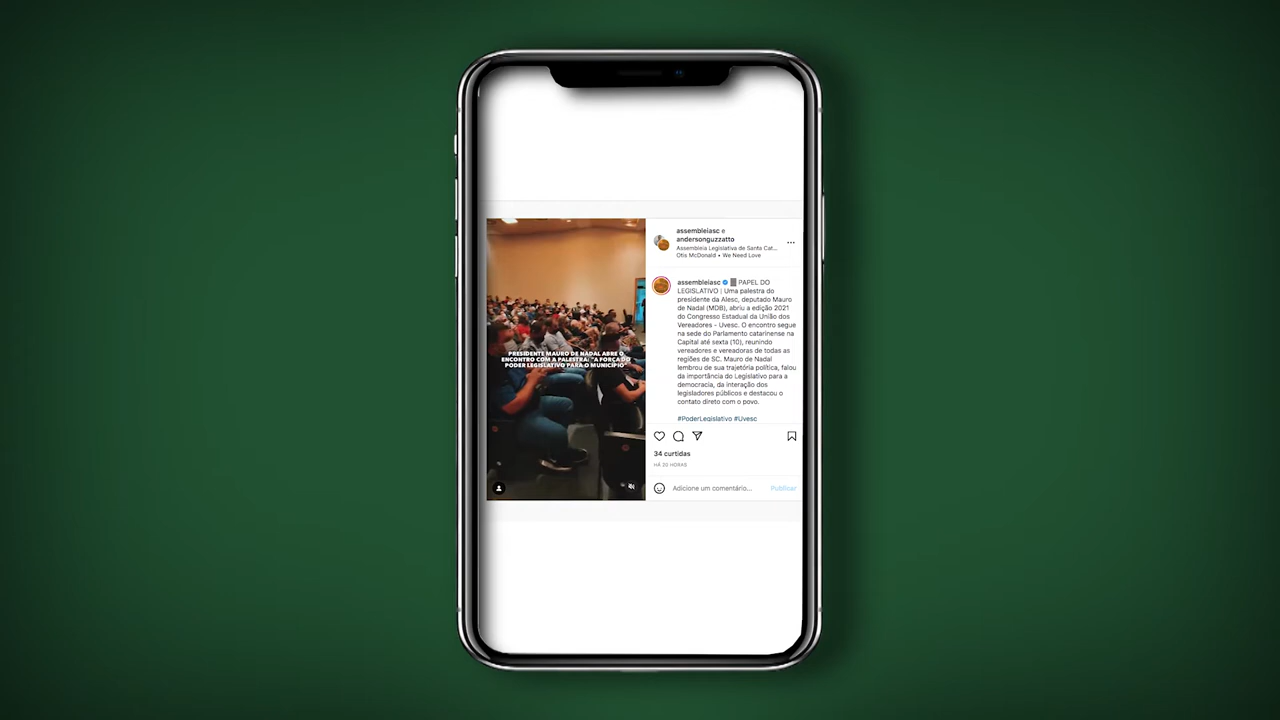 assembleiasc e
andersonguzzatto
Assembleia Legislativa de Santa Cat...
Otis McDonald • We Need Love
assembleiasc PAPEL DO
LEGISLATIVO | Uma palestra do
presidente da Alesc, deputado Mauro
de Nadal (MDB), abriu a edição 2021
do Congresso Estadual da União dos
Vereadores - Uvesc. O encontro segue
na sede do Parlamento catarinense na
Capital até sexta (10), reunindo
vereadores e vereadoras de todas as
regiões de SC. Mauro de Nadal
lembrou de sua trajetória política, falou
da importância do Legislativo para a
democracia, da interação dos
legisladores públicos e destacou o
contato direto com o povo.
#PoderLegislativo #Uvesc
PRESIDENTE MAURO DE NADAL ABRE O
ENCONTRO COM A PALESTRA: "A FORÇA DO
PODER LEGISLATIVO PARA O MUNICÍPIO"
34 curtidas
HÁ 20 HORAS
Adicione um comentário...
Publicar